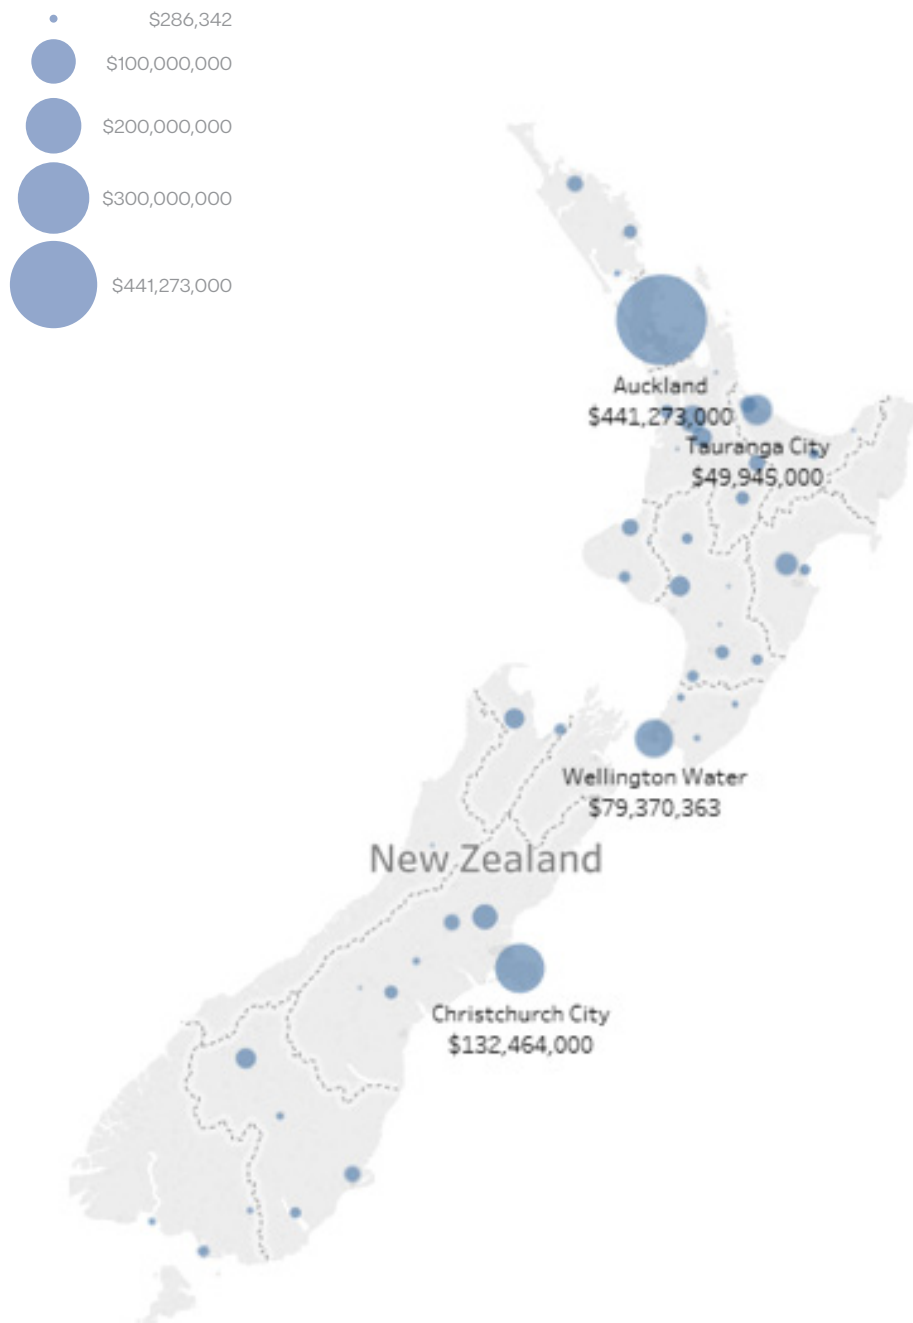 $286,342
$100,000,000
$200,000,000
$300,000,000
$441,273,000
Auckland
$441,273,000
Tauranga City
$49,945,000
Wellington Water
$79,370,363
New Zealand
Christchurch City
$132,464,000